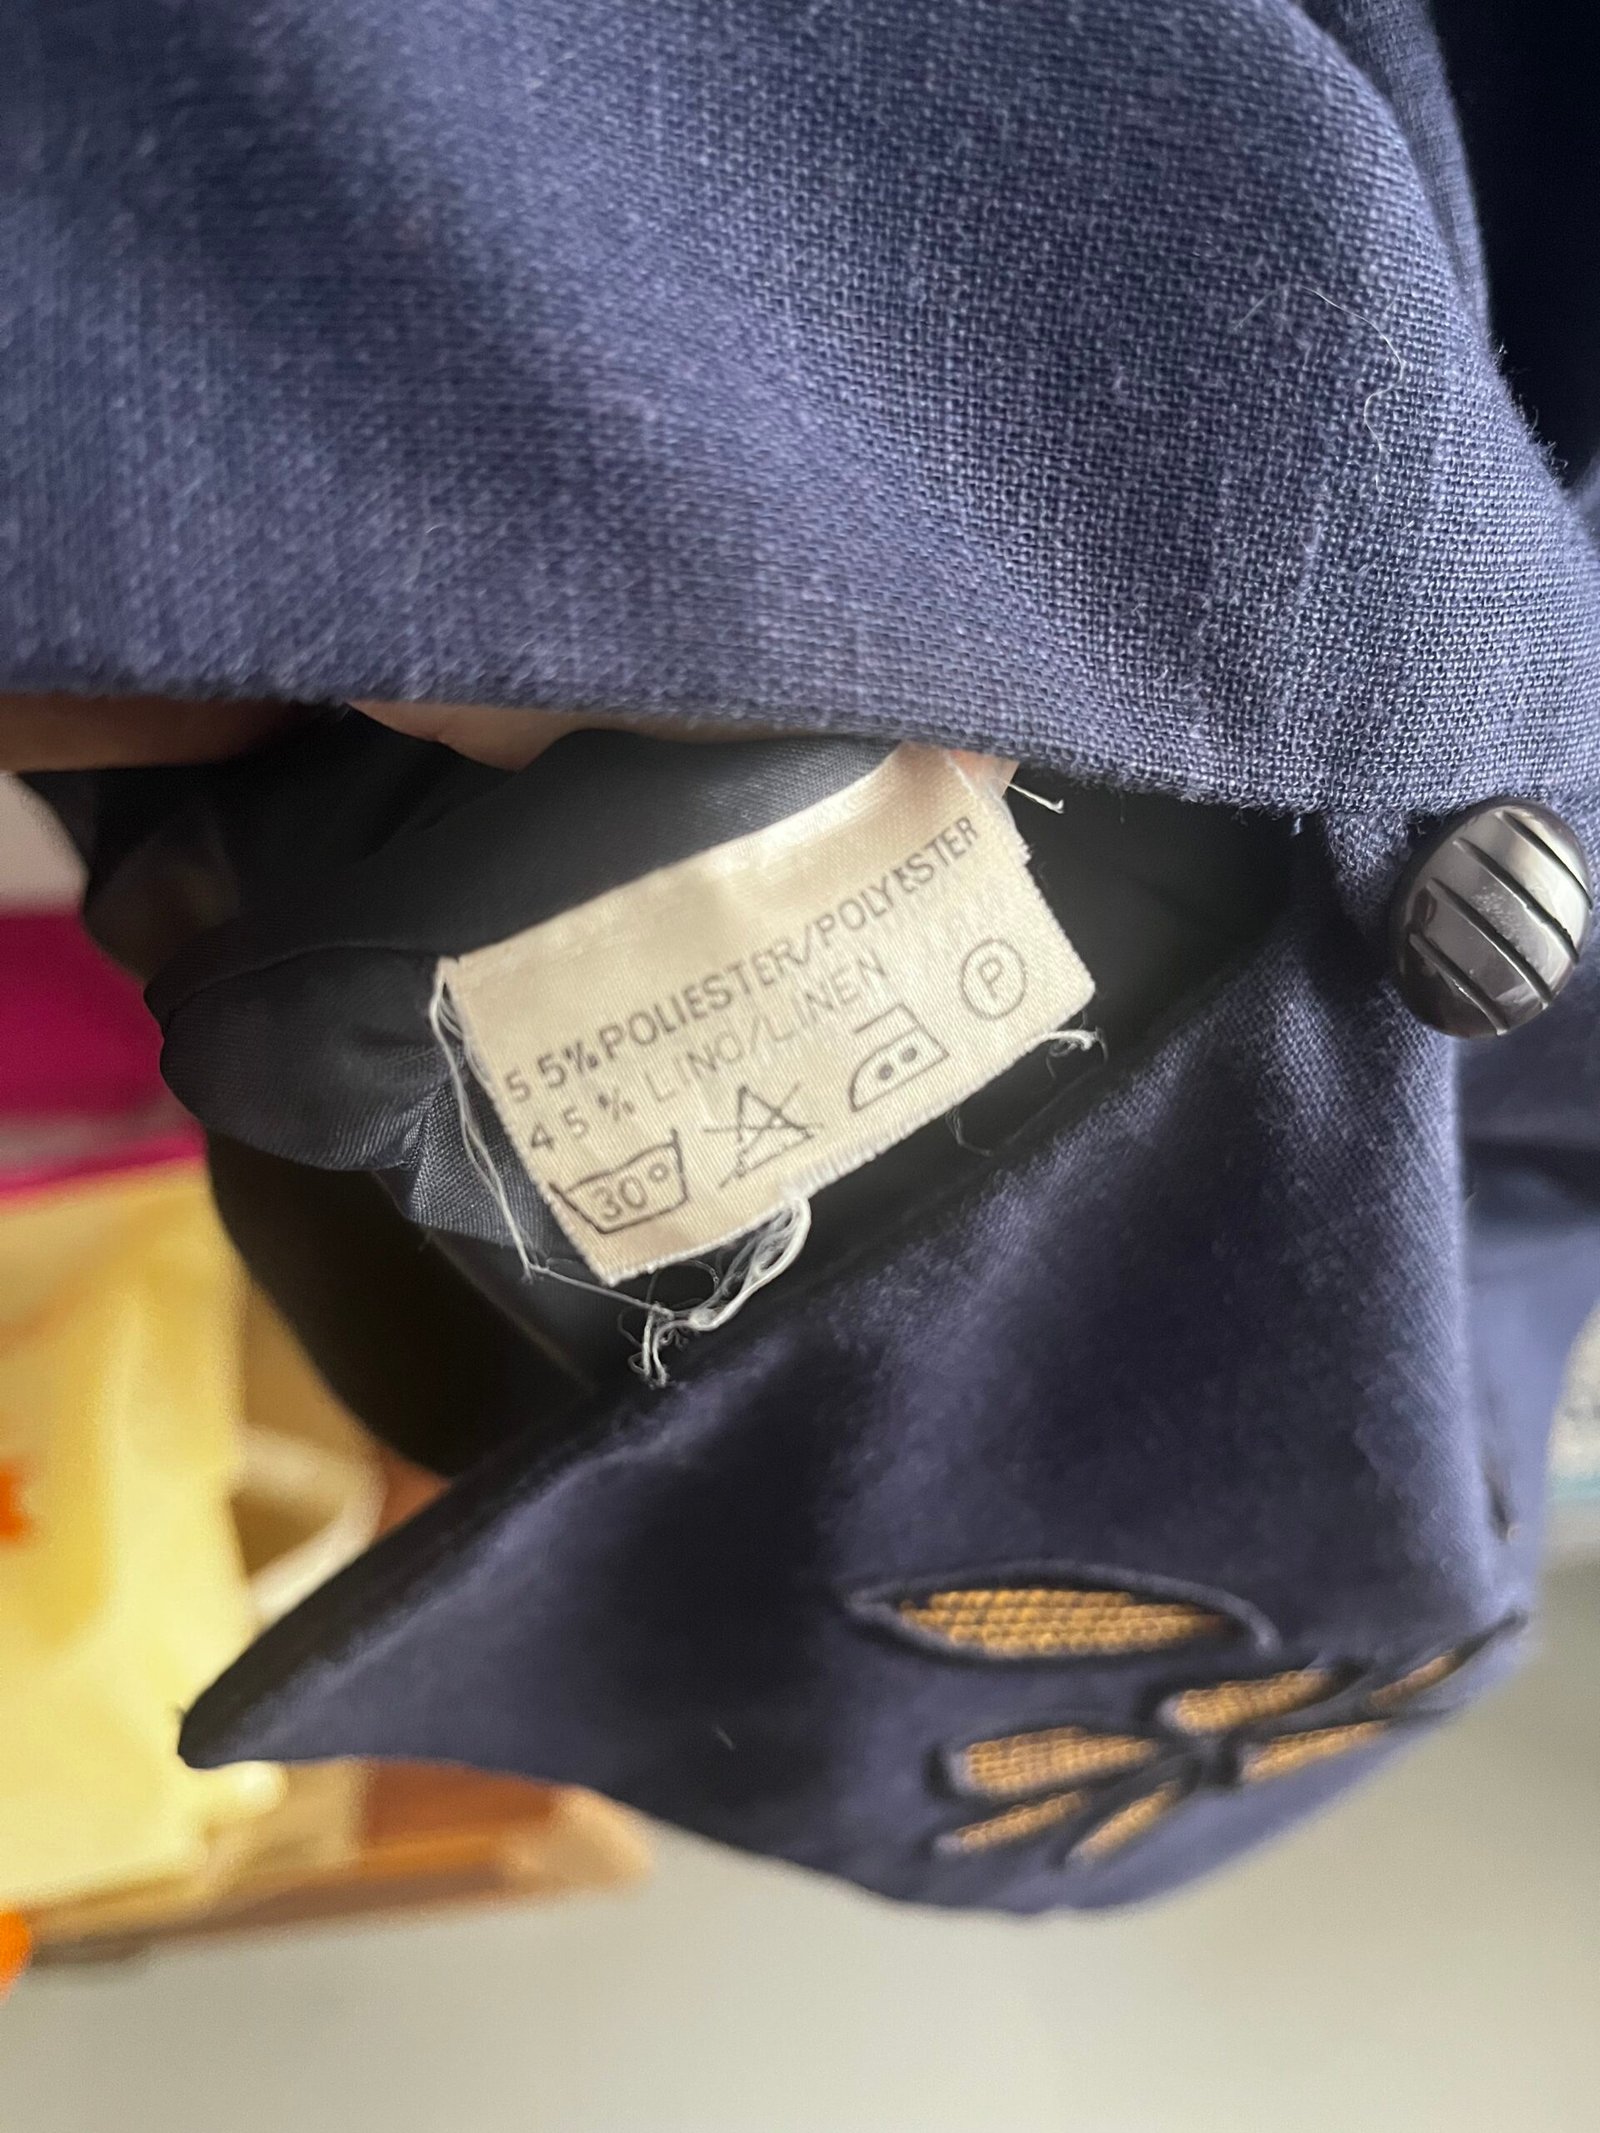 55% POLIESTER/POLYESTER
45% LINO/LINEN
30° P